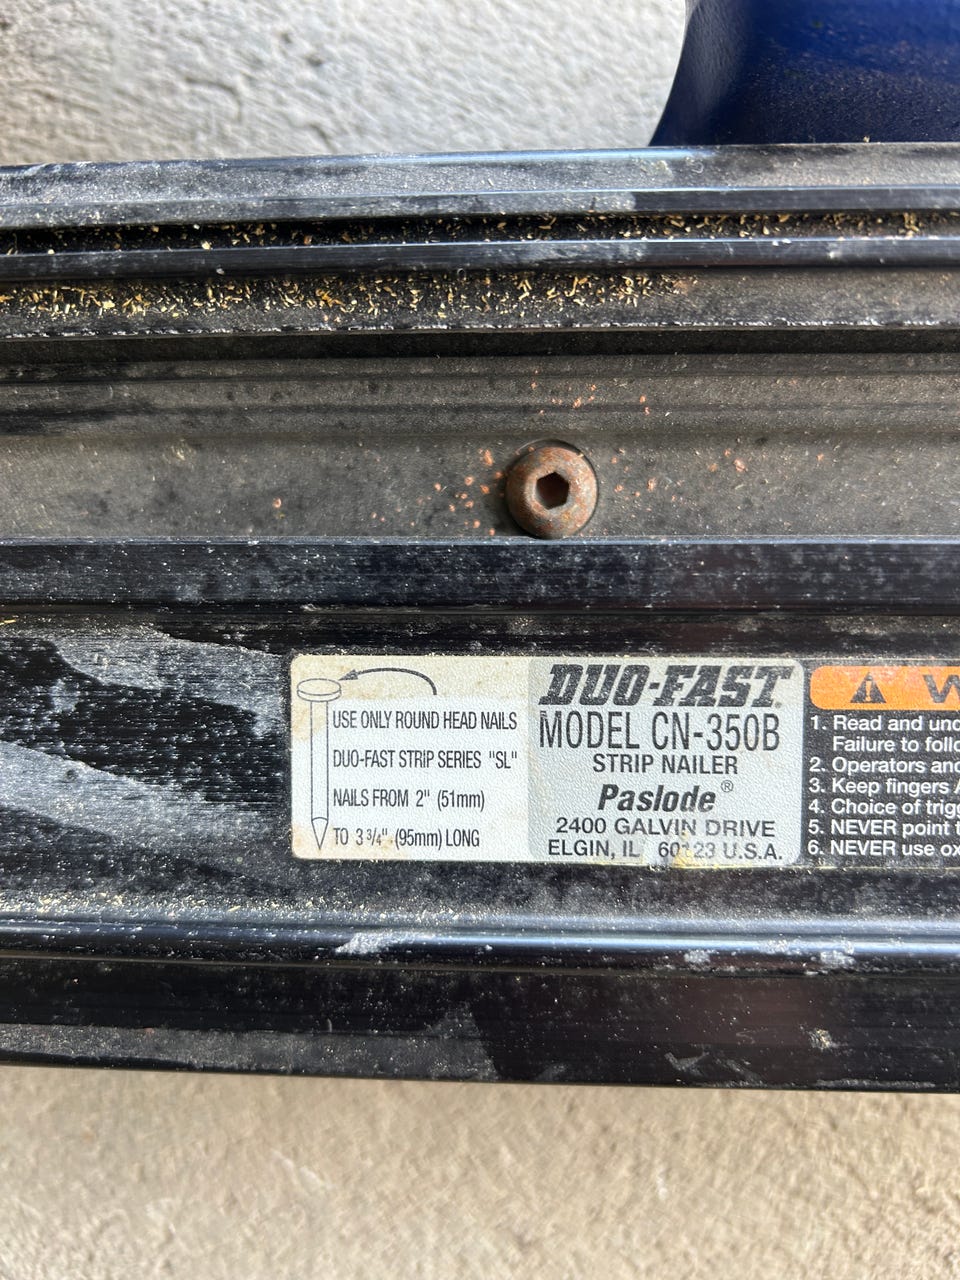 USE ONLY ROUND HEAD NAILS
DUO-FAST STRIP SERIES "SL"
NAILS FROM 2" (51mm)
TO 3 3/4" (95mm) LONG
DUO-FAST®
MODEL CN-350B
STRIP NAILER
Paslode®
2400 GALVIN DRIVE
ELGIN, IL 60123 U.S.A.
W
1. Read and und
Failure to follo
2. Operators and
3. Keep fingers A
4. Choice of trigg
5. NEVER point t
6. NEVER use ox